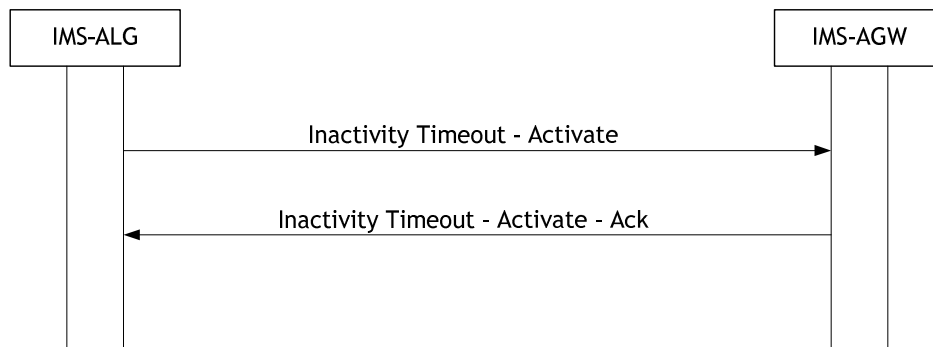 IMS-ALG
IMS-AGW
Inactivity Timeout - Activate
Inactivity Timeout - Activate - Ack